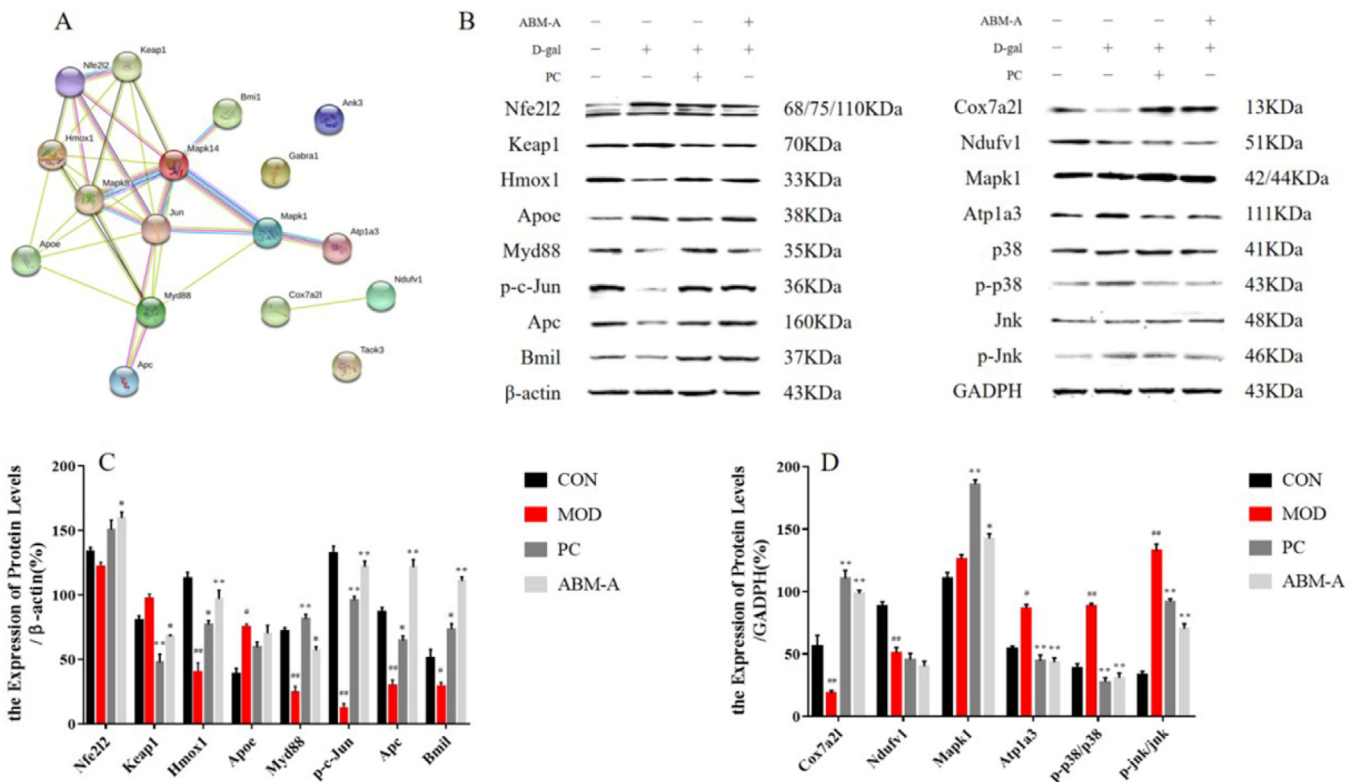 A
Keap1
Nfe2l2
Bmi1
Ank3
Hmox1
Mapk14
Gabra1
Mapk8
Jun
Mapk1
Atp1a3
Apoe
Ndufv1
Myd88
Cox7a2l
Taok3
Apc
B
ABM-A − − − +
D-gal − + + +
PC − − + −
Nfe2l2 68/75/110KDa
Keap1 70KDa
Hmox1 33KDa
Apoe 38KDa
Myd88 35KDa
p-c-Jun 36KDa
Apc 160KDa
Bmil 37KDa
β-actin 43KDa
ABM-A − − − +
D-gal − + + +
PC − − + −
Cox7a2l 13KDa
Ndufv1 51KDa
Mapk1 42/44KDa
Atp1a3 111KDa
p38 41KDa
p-p38 43KDa
Jnk 48KDa
p-Jnk 46KDa
GADPH 43KDa
C
the Expression of Protein Levels
/ β-actin(%)
200
150
100
50
0
*
** *
## * **
#
## ** *
## ** **
## * **
# * **
Nfe2l2 Keap1 Hmox1 Apoe Myd88 p-c-Jun Apc Bmil
CON
MOD
PC
ABM-A
D
the Expression of Protein Levels
/GADPH(%)
200
150
100
50
0
## ** **
##
** *
# ** **
## ** **
## ** **
Cox7a2l Ndufv1 Mapk1 Atp1a3 p-p38/p38 p-jnk/jnk
CON
MOD
PC
ABM-A